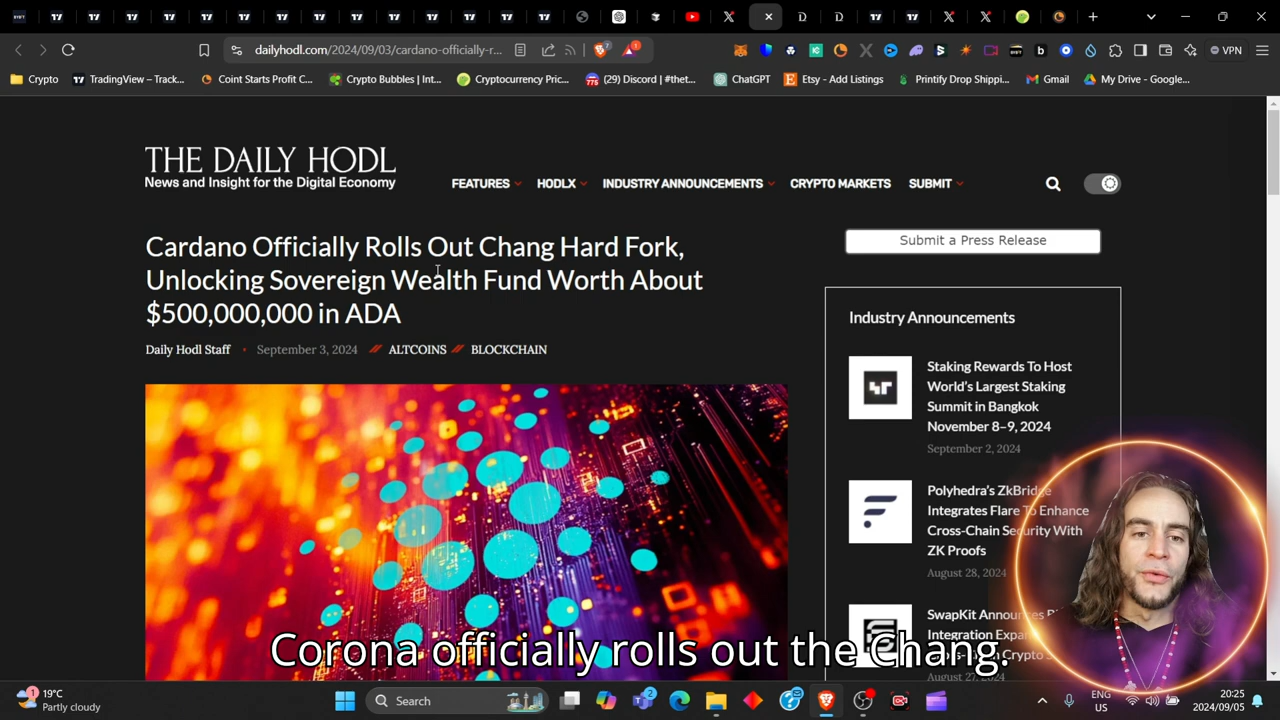 dailyhodl.com/2024/09/03/cardano-officially-r...
VPN
Crypto
TradingView – Track...
Coint Starts Profit C...
Crypto Bubbles | Int...
Cryptocurrency Pric...
(29) Discord | #thet...
ChatGPT
Etsy - Add Listings
Printify Drop Shippi...
Gmail
My Drive - Google...
THE DAILY HODL
News and Insight for the Digital Economy
FEATURES
HODLX
INDUSTRY ANNOUNCEMENTS
CRYPTO MARKETS
SUBMIT
Cardano Officially Rolls Out Chang Hard Fork,
Unlocking Sovereign Wealth Fund Worth About
$500,000,000 in ADA
Daily Hodl Staff • September 3, 2024 // ALTCOINS // BLOCKCHAIN
Submit a Press Release
Industry Announcements
Staking Rewards To Host
World's Largest Staking
Summit in Bangkok
November 8–9, 2024
September 2, 2024
Polyhedra's ZkBridge
Integrates Flare To Enhance
Cross-Chain Security With
ZK Proofs
August 28, 2024
SwapKit Announces
Integration
Crypto
August 27, 2024
Corona officially rolls out the Chang.
19°C
Partly cloudy
Search
ENG
US
20:25
2024/09/05